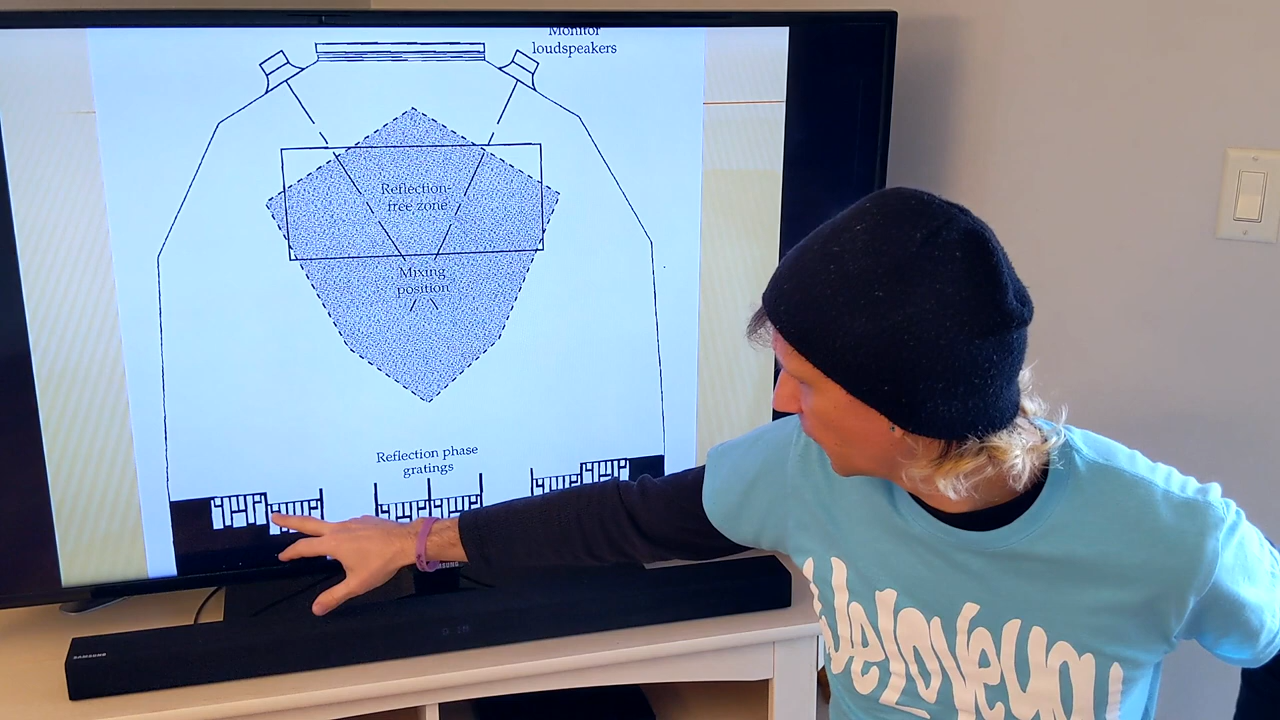 Monitor
loudspeakers
Reflection-
free zone
Mixing
position
Reflection phase
gratings
SAMSUNG
WeLoveyou